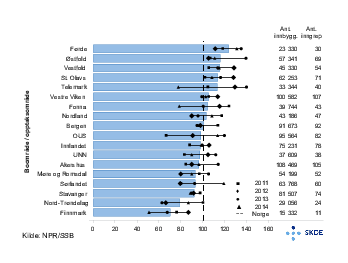 Ant. Ant.
innbygg. inngrep
Førde 23 330 30
Østfold 57 341 69
Vestfold 45 330 54
St. Olavs 62 253 71
Telemark 33 344 40
Vestre Viken 100 582 107
Fonna 39 744 43
Nordland 43 186 47
Bergen 91 673 92
OUS 95 564 82
Innlandet 75 231 76
UNN 37 609 38
Akershus 108 469 105
Møre og Romsdal 54 199 52
Sørlandet 63 768 60
Stavanger 81 507 74
Nord-Trøndelag 29 056 24
Finnmark 15 332 11
Boområde / opptaksområde
2011
2012
2013
2014
Norge
0 20 40 60 80 100 120 140 160
Kilde: NPR/SSB
SKDE